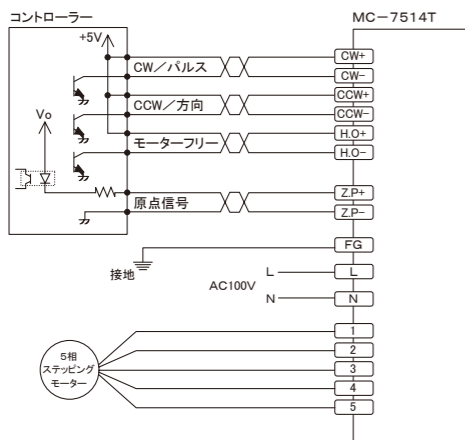 コントローラー
MC-7514T
+5V
CW/パルス
CW+
CW-
CCW/方向
CCW+
CCW-
Vo
モーターフリー
H.O+
H.O-
原点信号
Z.P+
Z.P-
接地
FG
AC100V
L
L
N
N
5相
ステッピング
モーター
1
2
3
4
5